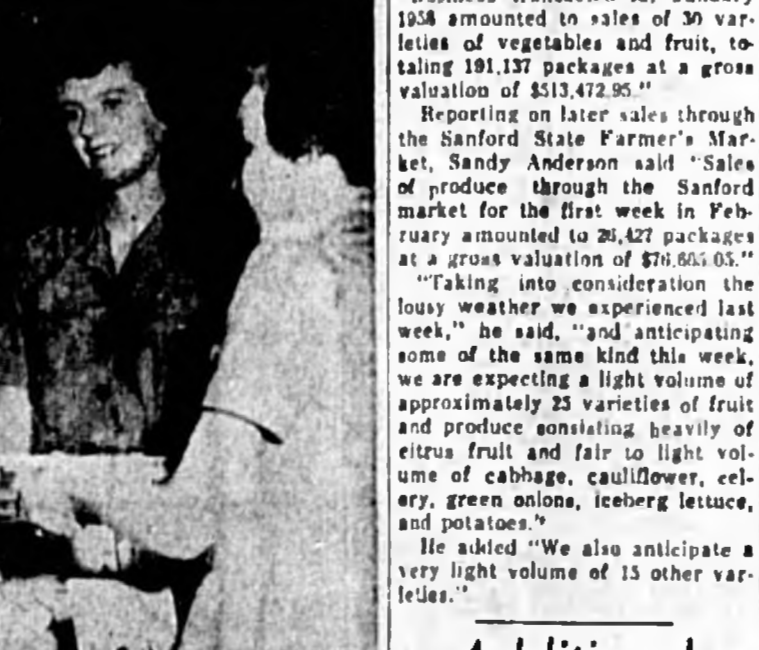 1958 amounted to sales of 30 var-
ieties of vegetables and fruit, to-
taling 191,137 packages at a gross
valuation of $513,472.95."
Reporting on later sales through
the Sanford State Farmer's Mar-
ket, Sandy Anderson said "Sales
of produce through the Sanford
market for the first week in Feb-
ruary amounted to 26,427 packages
at a gross valuation of
"Taking into consideration the
lousy weather we experienced last
week," he said, "and anticipating
some of the same kind this week,
we are expecting a light volume of
approximately 25 varieties of fruit
and produce consisting heavily of
citrus fruit and fair to light vol-
ume of cabbage, cauliflower, cel-
ery, green onions, iceberg lettuce,
and potatoes."
He added "We also anticipate a
very light volume of 15 other var-
ieties."